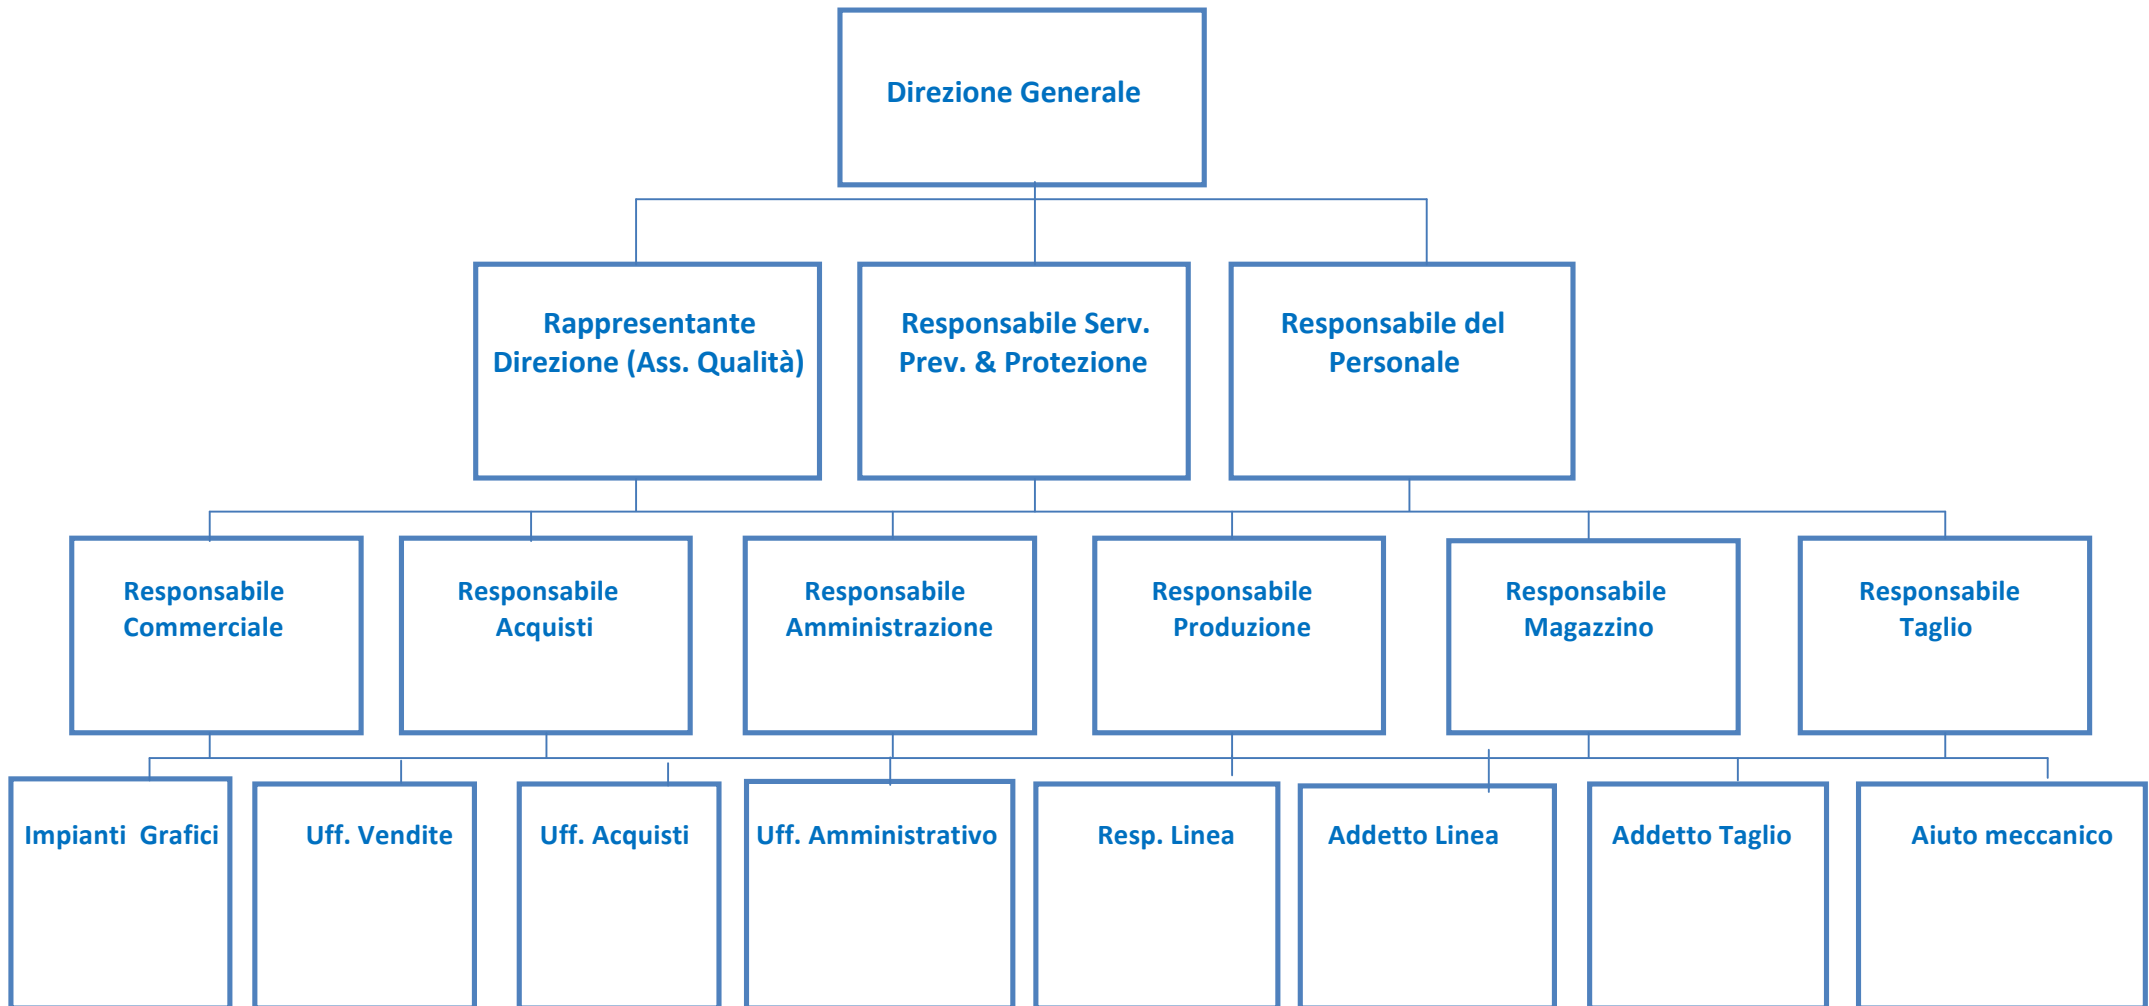 Direzione Generale
Rappresentante
Direzione (Ass. Qualità)
Responsabile Serv.
Prev. & Protezione
Responsabile del
Personale
Responsabile
Commerciale
Responsabile
Acquisti
Responsabile
Amministrazione
Responsabile
Produzione
Responsabile
Magazzino
Responsabile
Taglio
Impianti Grafici
Uff. Vendite
Uff. Acquisti
Uff. Amministrativo
Resp. Linea
Addetto Linea
Addetto Taglio
Aiuto meccanico